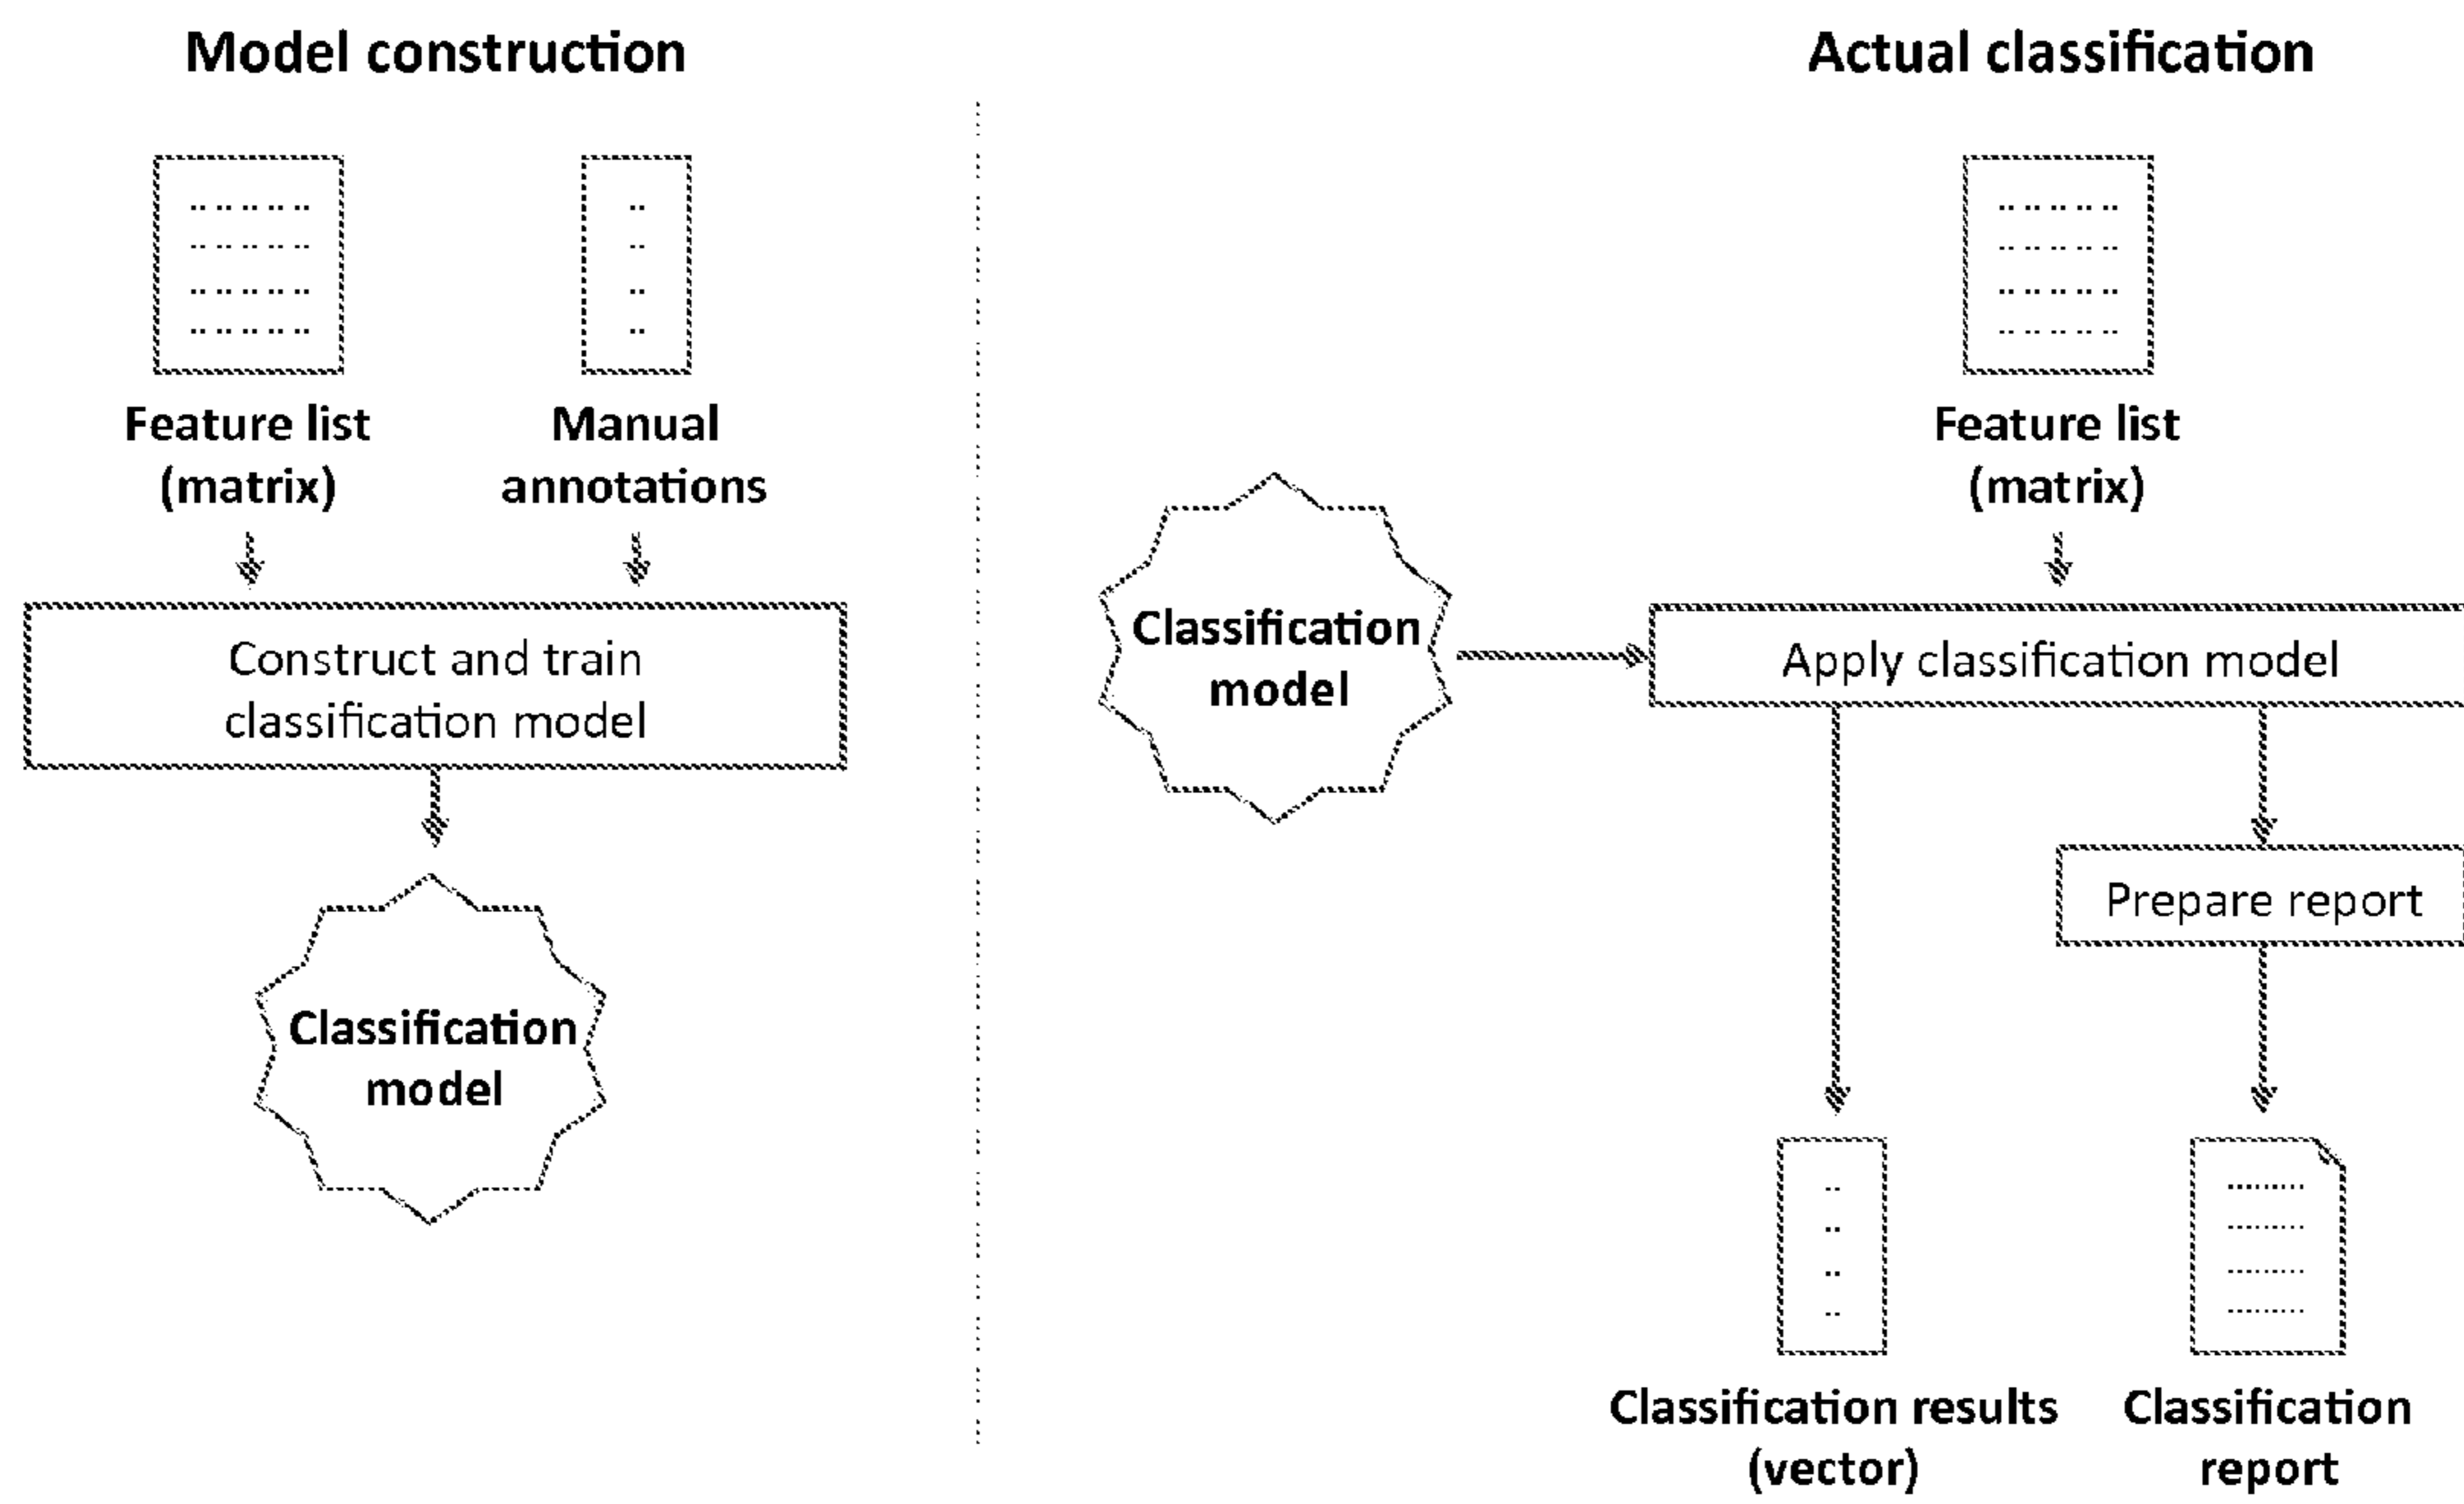 Model construction
Feature list
(matrix)
Manual
annotations
Construct and train
classification model
Classification
model
Actual classification
Feature list
(matrix)
Classification
model
Apply classification model
Prepare report
Classification results
(vector)
Classification
report